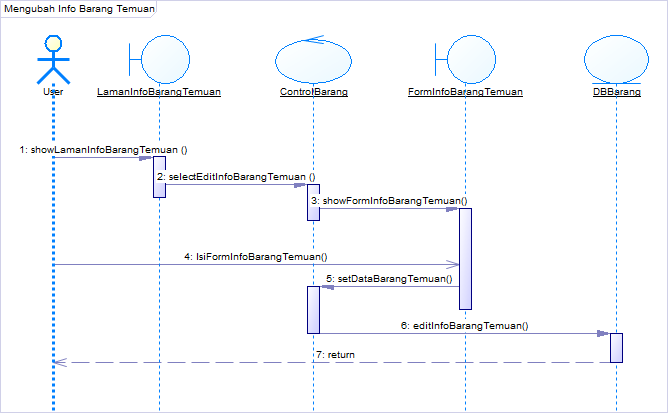 Mengubah Info Barang Temuan
User
LamanInfoBarangTemuan
ControlBarang
FormInfoBarangTemuan
DBBarang
1: showLamanInfoBarangTemuan ()
2: selectEditInfoBarangTemuan ()
3: showFormInfoBarangTemuan()
4: IsiFormInfoBarangTemuan()
5: setDataBarangTemuan()
6: editInfoBarangTemuan()
7: return